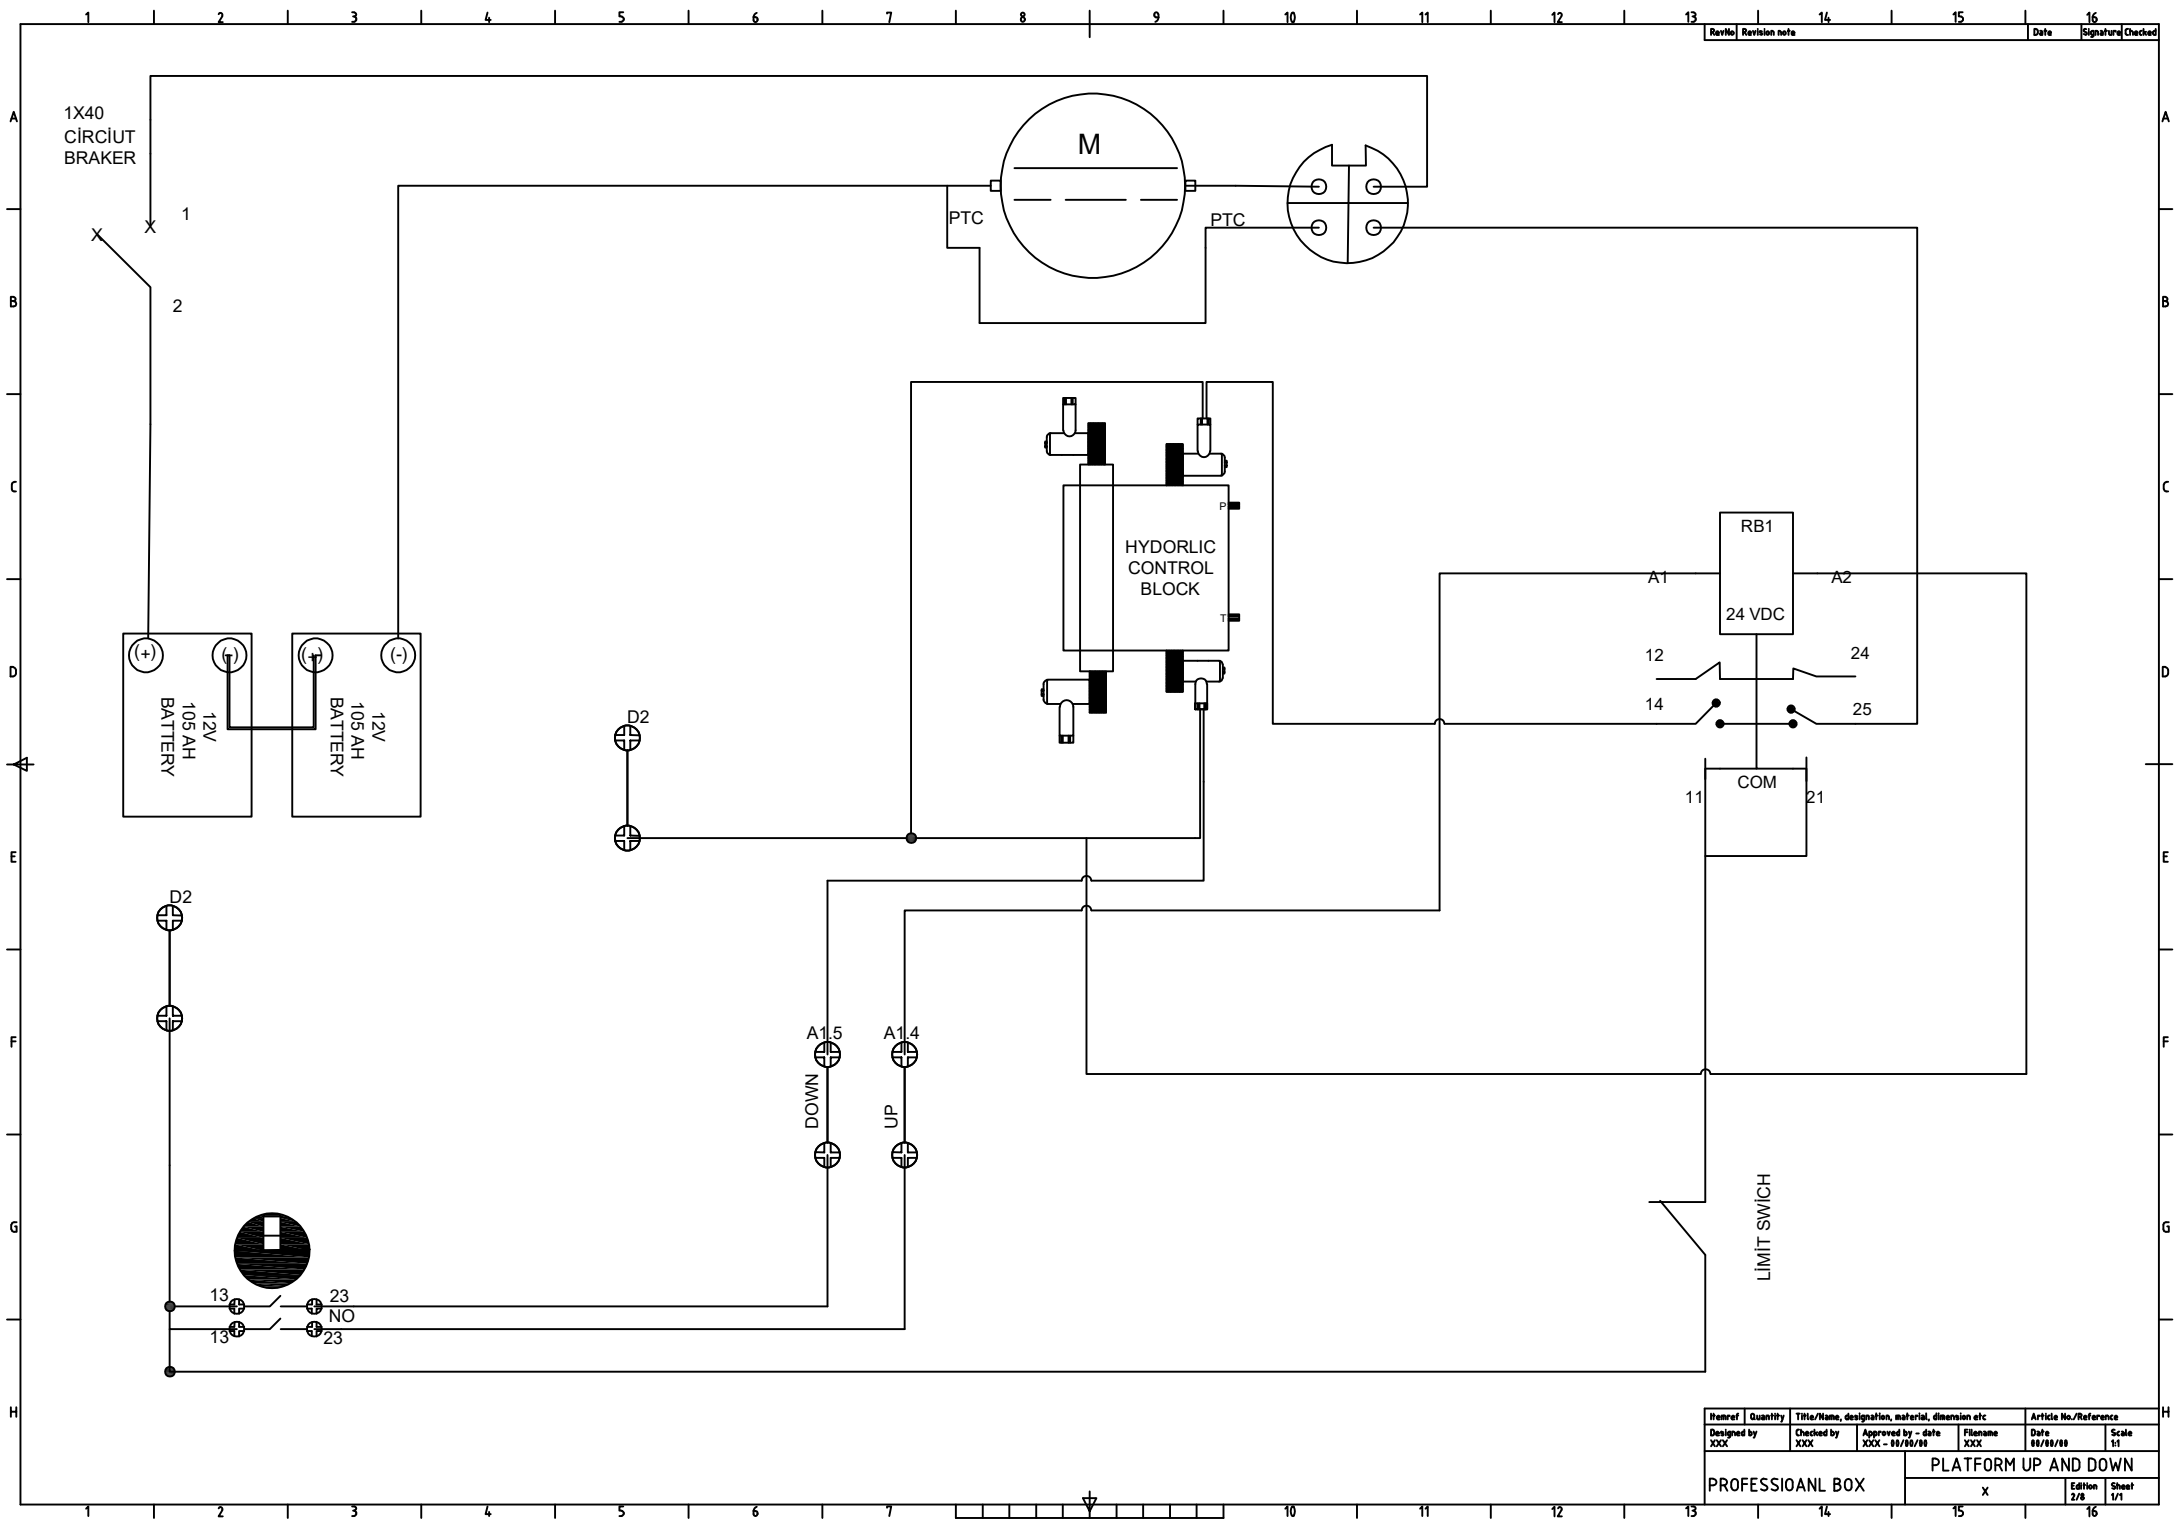 1 2 3 4 5 6 7 8 9 10 11 12 13 14 15 16
RevNo Revision note Date Signature Checked
A
A
1X40
CİRCİUT
BRAKER
M
1
PTC
PTC
X
X
2
B
B
C
C
P
HYDORLIC
CONTROL
BLOCK
T
RB1
A1
A2
24 VDC
12
24
14
25
COM
11
21
(+)
(-)
(+)
(-)
12V
105 AH
BATTERY
12V
105 AH
BATTERY
D
D
D2
E
E
D2
F
F
A1.5
A1.4
DOWN
UP
LİMİT SWİCH
G
G
13
23
NO
13
23
H
H
Itemref Quantity Title/Name, designation, material, dimension etc Article No./Reference
Designed by Checked by Approved by - date Filename Date Scale
XXX XXX XXX - 00/00/00 XXX 00/00/00 1:1
PROFESSIOANL BOX
PLATFORM UP AND DOWN
X
Edition Sheet
2/8 1/1
1 2 3 4 5 6 7 10 11 12 13 14 15 16